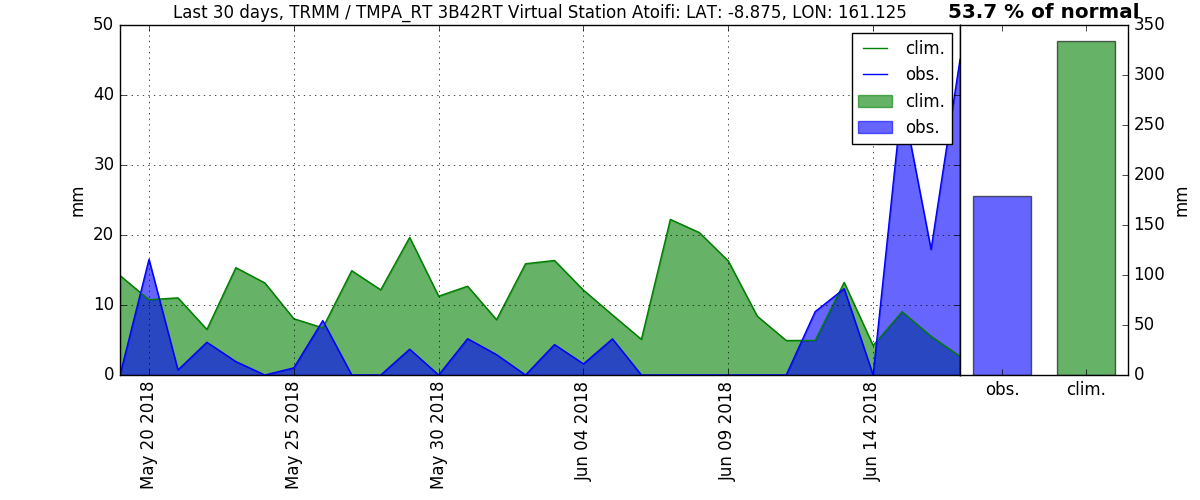 Last 30 days, TRMM / TMPA_RT 3B42RT Virtual Station Atoifi: LAT: -8.875, LON: 161.125
53.7 % of normal
50
40
30
20
10
0
mm
clim.
obs.
clim.
obs.
350
300
250
200
150
100
50
0
mm
obs.
clim.
May 20 2018
May 25 2018
May 30 2018
Jun 04 2018
Jun 09 2018
Jun 14 2018